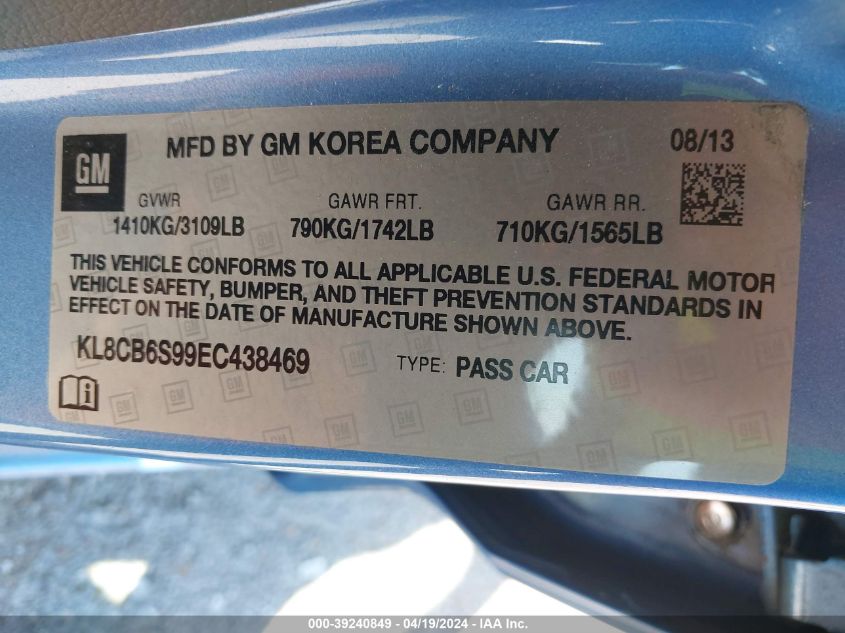 GM
MFD BY GM KOREA COMPANY 08/13
GVWR GAWR FRT. GAWR RR.
1410KG/3109LB 790KG/1742LB 710KG/1565LB
THIS VEHICLE CONFORMS TO ALL APPLICABLE U.S. FEDERAL MOTOR
VEHICLE SAFETY, BUMPER, AND THEFT PREVENTION STANDARDS IN
EFFECT ON THE DATE OF MANUFACTURE SHOWN ABOVE.
KL8CB6S99EC438469 TYPE: PASS CAR
000-39240849 - 04/19/2024 - IAAI.COM